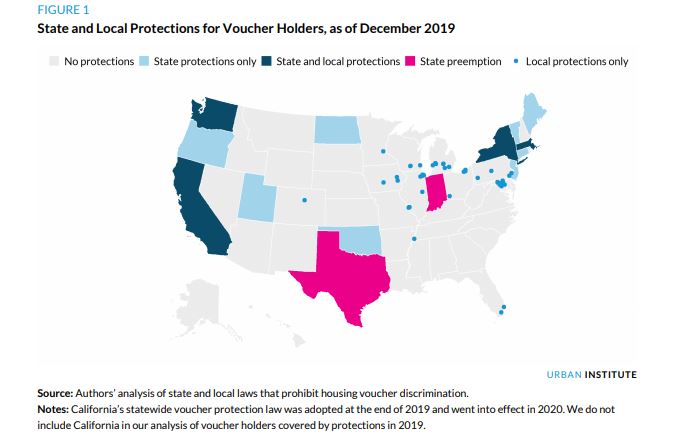 FIGURE 1
State and Local Protections for Voucher Holders, as of December 2019
No protections State protections only State and local protections State preemption Local protections only
URBAN INSTITUTE
Source: Authors' analysis of state and local laws that prohibit housing voucher discrimination.
Notes: California's statewide voucher protection law was adopted at the end of 2019 and went into effect in 2020. We do not
include California in our analysis of voucher holders covered by protections in 2019.